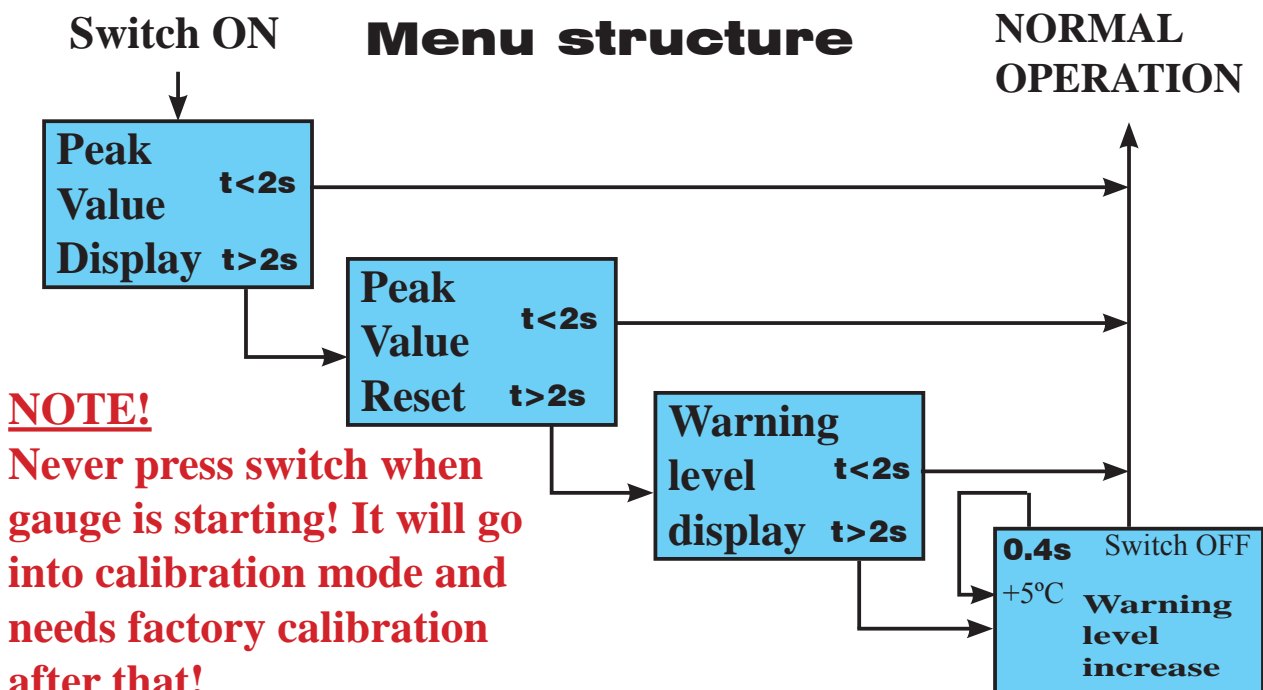 Switch ON
Menu structure
NORMAL
OPERATION
Peak
Value
Display
t<2s
t>2s
Peak
Value
Reset
t<2s
t>2s
Warning
level
display
t<2s
t>2s
0.4s
Switch OFF
+5ºC
Warning
level
increase
NOTE!
Never press switch when
gauge is starting! It will go
into calibration mode and
needs factory calibration
after that!